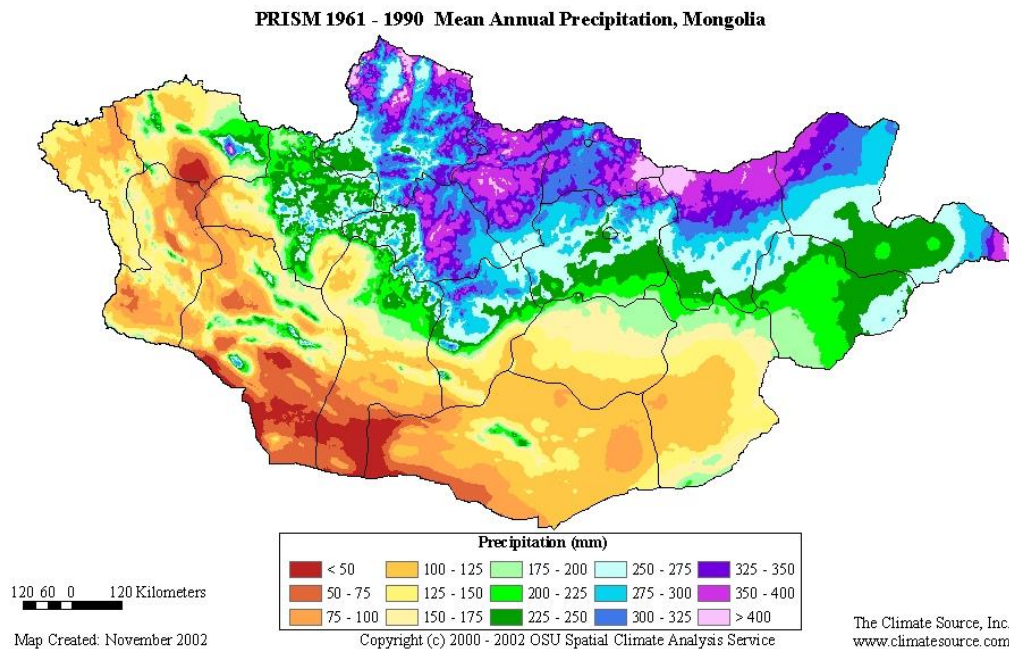 PRISM 1961 - 1990 Mean Annual Precipitation, Mongolia
Precipitation (mm)
< 50 100 - 125 175 - 200 250 - 275 325 - 350
50 - 75 125 - 150 200 - 225 275 - 300 350 - 400
75 - 100 150 - 175 225 - 250 300 - 325 > 400
120 60 0 120 Kilometers
Map Created: November 2002
Copyright (c) 2000 - 2002 OSU Spatial Climate Analysis Service
The Climate Source, Inc.
www.climatesource.com